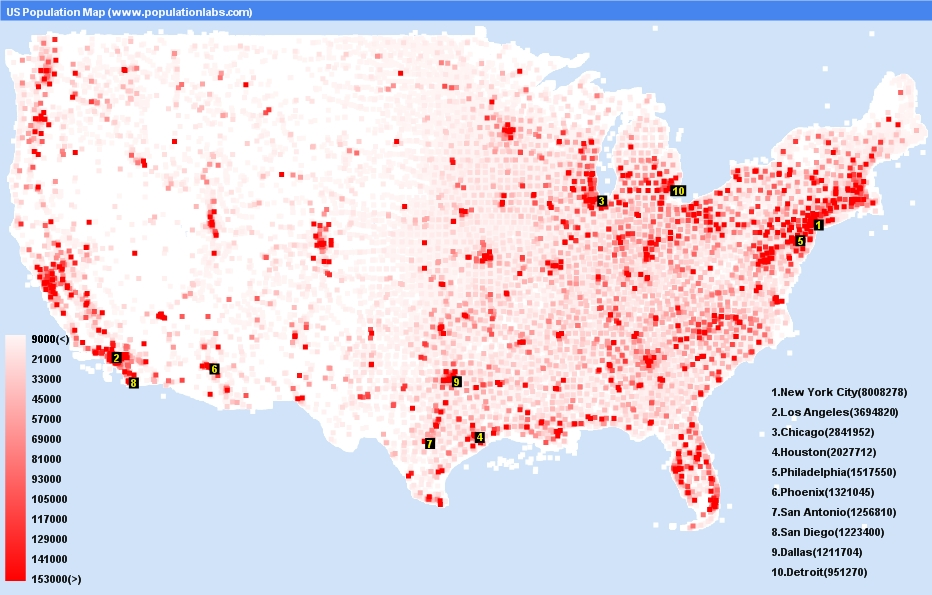 US Population Map (www.populationlabs.com)
10
3
1
5
2
8
6
9
7
4
9000(<)
21000
33000
45000
57000
69000
81000
93000
105000
117000
129000
141000
153000(>)
1.New York City(8008278)
2.Los Angeles(3694820)
3.Chicago(2841952)
4.Houston(2027712)
5.Philadelphia(1517550)
6.Phoenix(1321045)
7.San Antonio(1256810)
8.San Diego(1223400)
9.Dallas(1211704)
10.Detroit(951270)